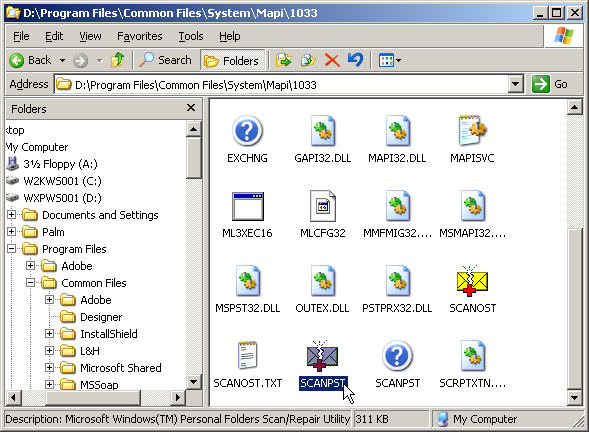 D:\Program Files\Common Files\System\Mapi\1033
File Edit View Favorites Tools Help
Back Search Folders
Address D:\Program Files\Common Files\System\Mapi\1033 Go
Folders
ktop
My Computer
3½ Floppy (A:)
W2KWS001 (C:)
WXPWS001 (D:)
Documents and Settings
Palm
Program Files
Adobe
Common Files
Adobe
Designer
InstallShield
L&H
Microsoft Shared
MSSoap
EXCHNG GAPI32.DLL MAPI32.DLL MAPISVC
ML3XEC16 MLCFG32 MMFMIG32.... MSMAPI32....
MSPST32.DLL OUTEX.DLL PSTPRX32.DLL SCANOST
SCANOST.TXT SCANPST SCANPST SCRPTXTN....
Description: Microsoft Windows(TM) Personal Folders Scan/Repair Utility 311 KB My Computer